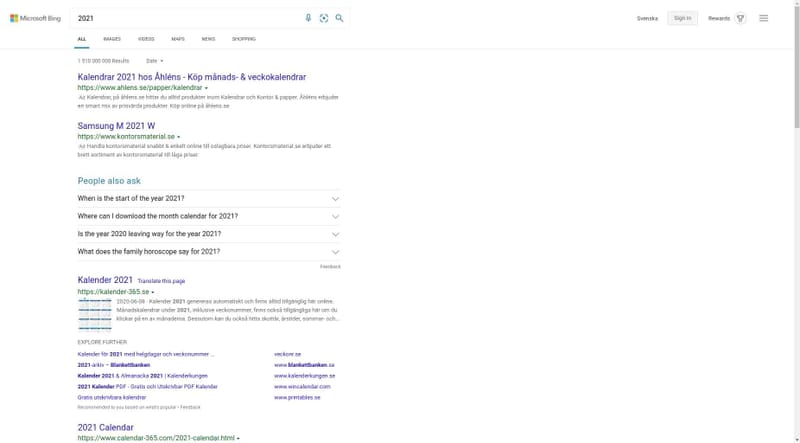 Microsoft Bing
2021
Svenska
Sign in
Rewards
ALL
IMAGES
VIDEOS
MAPS
NEWS
SHOPPING
1 510 000 000 Results
Date
Kalendrar 2021 hos Åhléns - Köp månads- & veckokalendrar
https://www.ahlens.se/papper/kalendrar
Ad Kalendrar, på åhlens.se hittar du alltid produkter inom Kalendrar och Kontor & papper. Åhléns erbjuder
en smart mix av prisvärda produkter. Köp online på åhléns.se
Samsung M 2021 W
https://www.kontorsmaterial.se
Ad Handla kontorsmaterial snabbt & enkelt online till oslagbara priser. Kontorsmaterial.se erbjuder ett
brett sortiment av kontorsmaterial till låga priser.
People also ask
When is the start of the year 2021?
Where can I download the month calendar for 2021?
Is the year 2020 leaving way for the year 2021?
What does the family horoscope say for 2021?
Feedback
Kalender 2021 Translate this page
https://kalender-365.se
2020-06-08 · Kalender 2021 genereras automatiskt och finns alltid tillgänglig här online.
Månadskalendrar under 2021, inklusive veckonummer, finns också tillgängliga här om du
klickar på en av månaderna. Dessutom kan du också hitta skottår, årstider, sommar- och...
EXPLORE FURTHER
Kalender för 2021 med helgdagar och veckonummer ...
veckonr.se
2021-arkiv – Blankettbanken
www.blankettbanken.se
Kalender 2021 & Almanacka 2021 | Kalenderkungen
www.kalenderkungen.se
2021 Kalender PDF - Gratis och Utskrivbar PDF Kalender
www.wincalendar.com
Gratis utskrivbara kalendrar
www.printables.se
Recommended to you based on what's popular • Feedback
2021 Calendar
https://www.calendar-365.com/2021-calendar.html